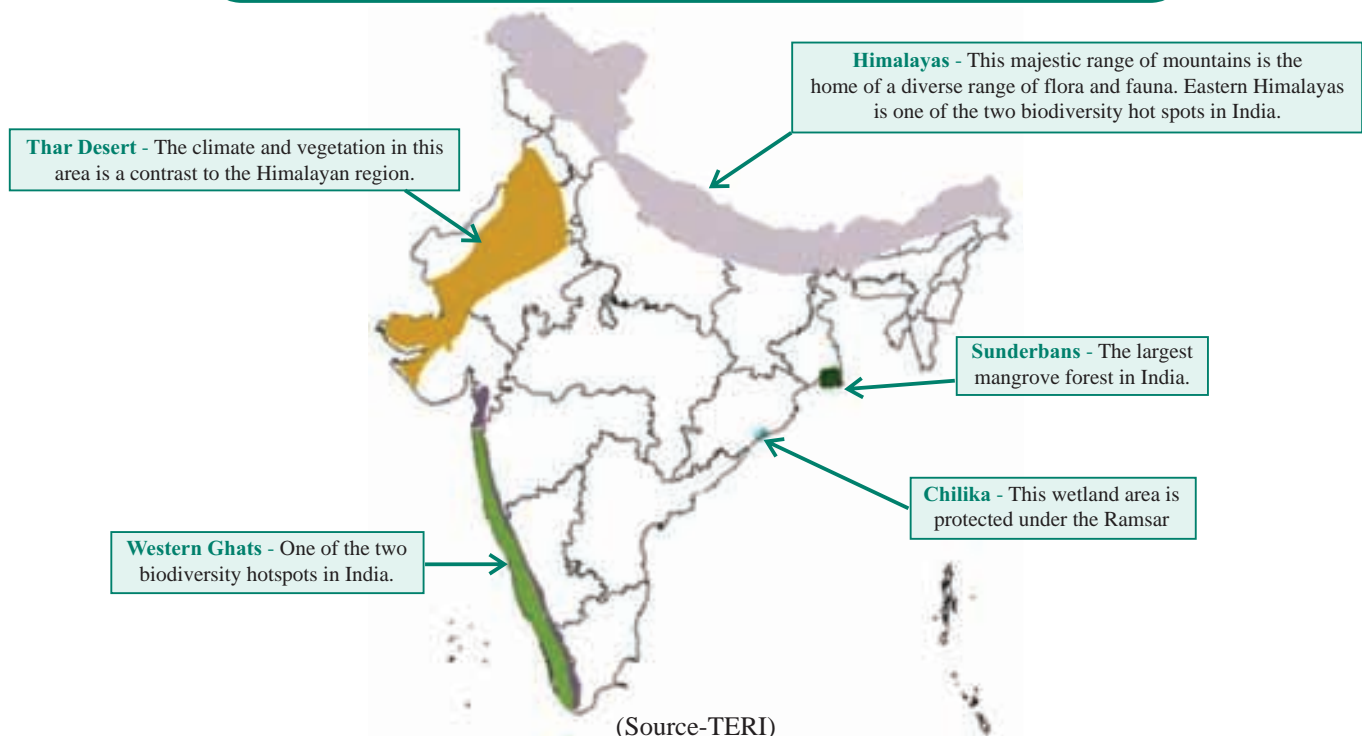 Himalayas - This majestic range of mountains is the
home of a diverse range of flora and fauna. Eastern Himalayas
is one of the two biodiversity hot spots in India.
Thar Desert - The climate and vegetation in this
area is a contrast to the Himalayan region.
Sunderbans - The largest
mangrove forest in India.
Chilika - This wetland area is
protected under the Ramsar
Western Ghats - One of the two
biodiversity hotspots in India.
(Source-TERI)